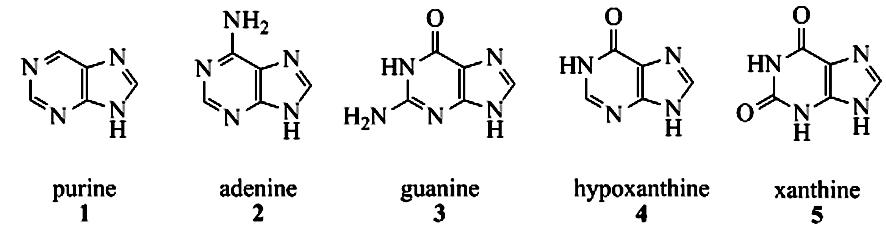 NH₂
O
O
O
N
N
N
N
HN
N
HN
N
HN
N
N
N
H
N
N
H
H₂N
N
N
H
N
N
H
O
N
H
N
H
purine
adenine
guanine
hypoxanthine
xanthine
1
2
3
4
5